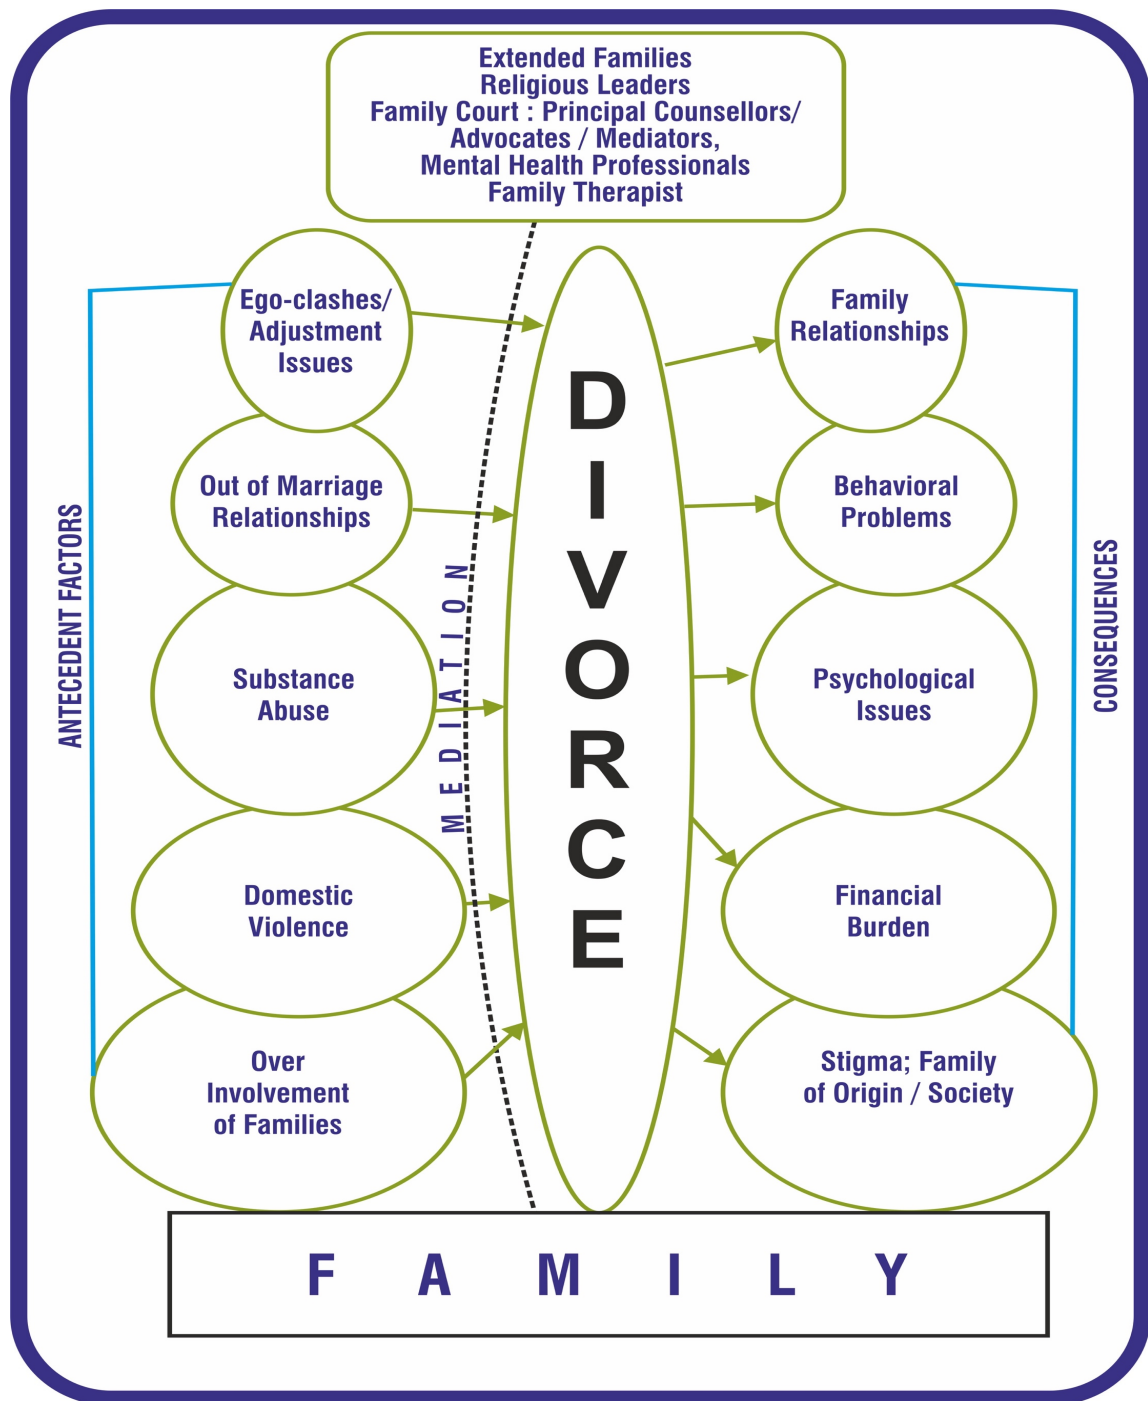 Extended Families
Religious Leaders
Family Court : Principal Counsellors/
Advocates / Mediators,
Mental Health Professionals
Family Therapist
ANTECEDENT FACTORS
Ego-clashes/
Adjustment
Issues
Out of Marriage
Relationships
Substance
Abuse
Domestic
Violence
Over
Involvement
of Families
MEDIATION
DIVORCE
Family
Relationships
Behavioral
Problems
Psychological
Issues
Financial
Burden
Stigma; Family
of Origin / Society
CONSEQUENCES
FAMILY